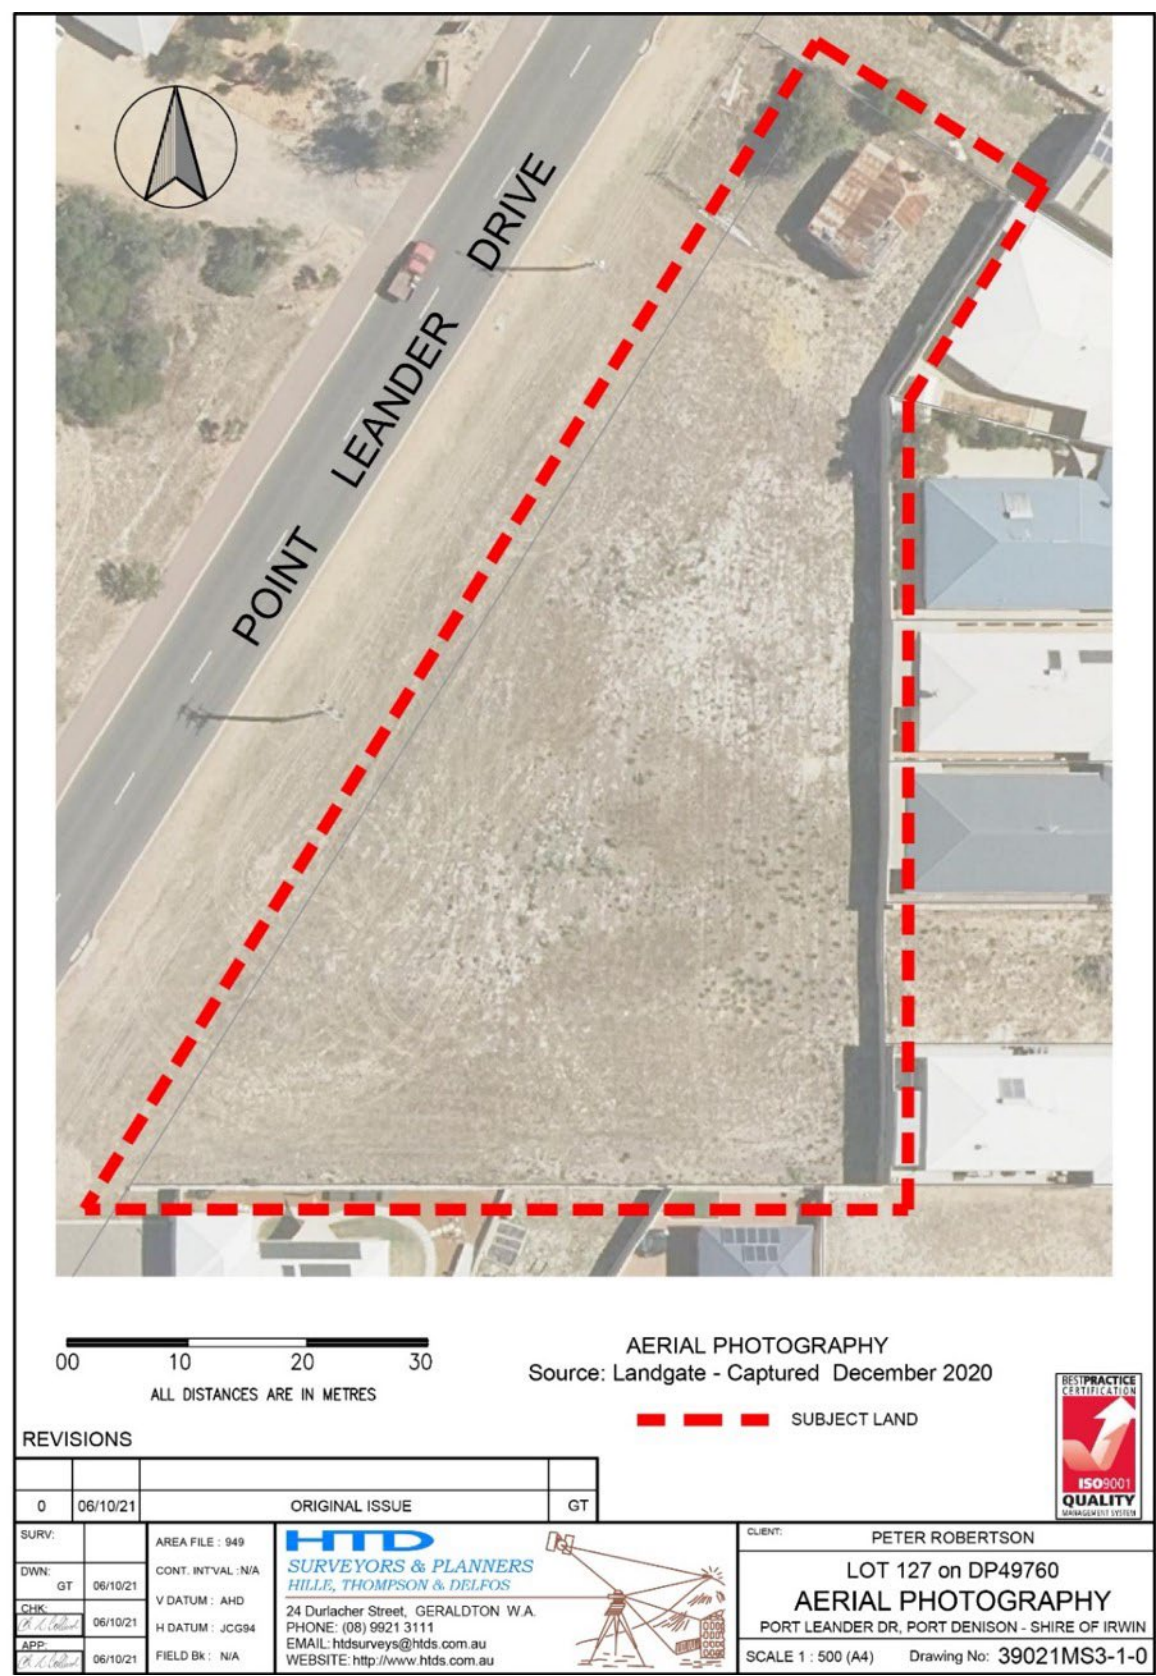 POINT LEANDER DRIVE
00 10 20 30
ALL DISTANCES ARE IN METRES
AERIAL PHOTOGRAPHY
Source: Landgate - Captured December 2020
SUBJECT LAND
BESTPRACTICE
CERTIFICATION
ISO9001
QUALITY
MANAGEMENT SYSTEM
REVISIONS
0 06/10/21 ORIGINAL ISSUE GT
SURV:
DWN: GT 06/10/21
CHK: 06/10/21
APP: 06/10/21
AREA FILE : 949
CONT. INT'VAL :N/A
V DATUM : AHD
H DATUM : JCG94
FIELD Bk : N/A
HTD
SURVEYORS & PLANNERS
HILLE, THOMPSON & DELFOS
24 Durlacher Street, GERALDTON W.A.
PHONE: (08) 9921 3111
EMAIL: htdsurveys@htds.com.au
WEBSITE: http://www.htds.com.au
CLIENT: PETER ROBERTSON
LOT 127 on DP49760
AERIAL PHOTOGRAPHY
PORT LEANDER DR, PORT DENISON - SHIRE OF IRWIN
SCALE 1 : 500 (A4) Drawing No: 39021MS3-1-0